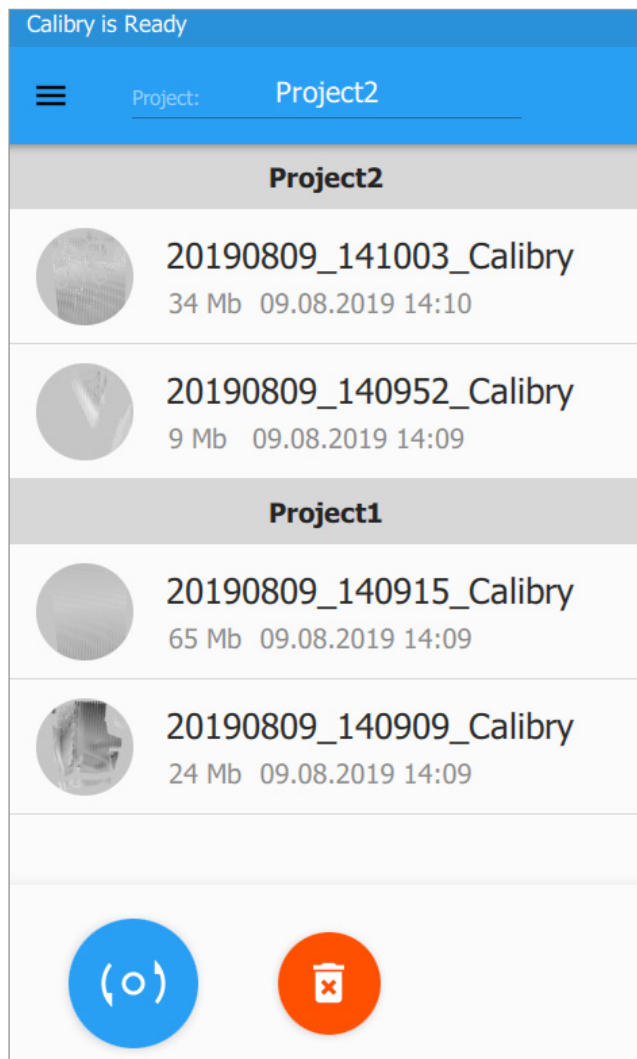 Calibry is Ready
Project: Project2
Project2
20190809_141003_Calibry
34 Mb 09.08.2019 14:10
20190809_140952_Calibry
9 Mb 09.08.2019 14:09
Project1
20190809_140915_Calibry
65 Mb 09.08.2019 14:09
20190809_140909_Calibry
24 Mb 09.08.2019 14:09